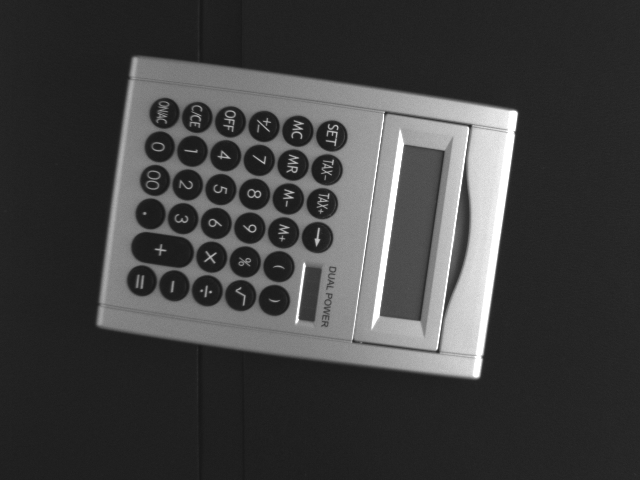 DUAL POWER
SET TAX- TAX+ →
MC MR M- M+ ( )
+/- 7 8 9 % √
OFF 4 5 6 × ÷
C/CE 1 2 3 + −
ON/AC 0 00 . =